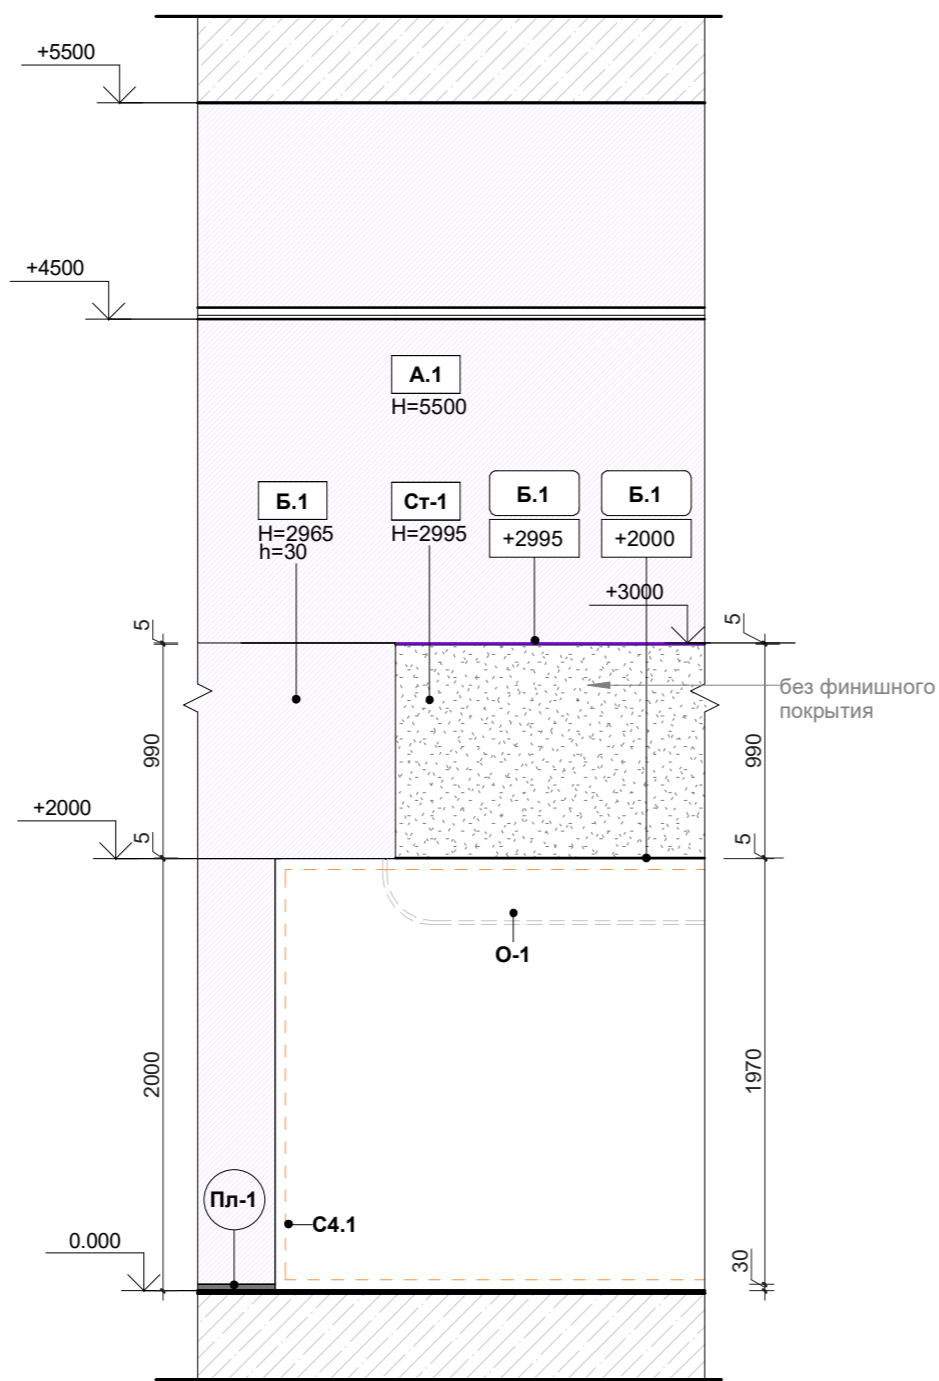 +5500
+4500
А.1
H=5500
Б.1
H=2965
h=30
Ст-1
H=2995
Б.1
+2995
Б.1
+2000
+3000
5
5
без финишного
покрытия
990
990
+2000
5
5
О-1
2000
1970
Пл-1
С4.1
0.000
30